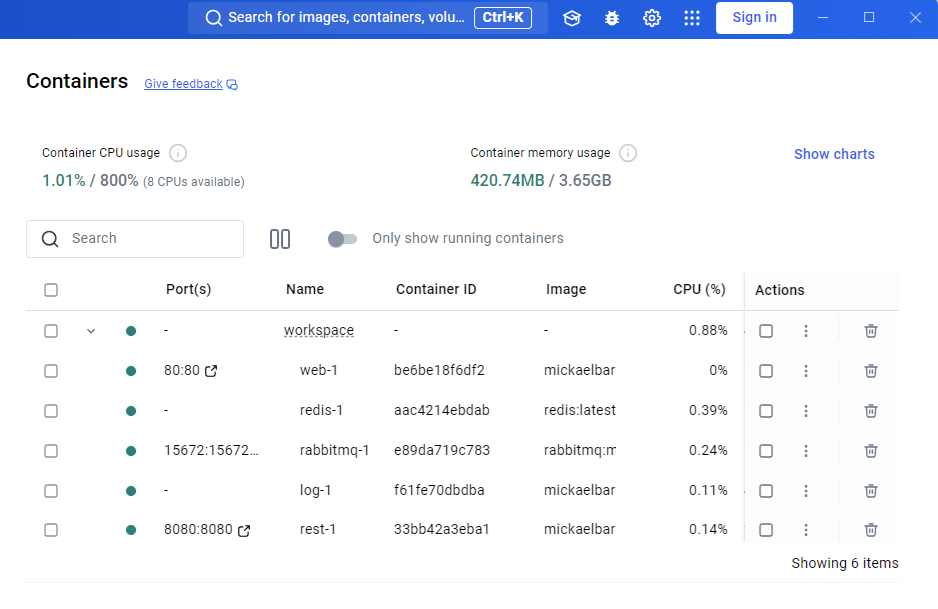 Search for images, containers, volu... Ctrl+K Sign in
Containers Give feedback
Container CPU usage Container memory usage Show charts
1.01% / 800% (8 CPUs available) 420.74MB / 3.65GB
Search Only show running containers
Port(s) Name Container ID Image CPU (%) Actions
- workspace - - 0.88%
80:80 web-1 be6be18f6df2 mickaelbar 0%
- redis-1 aac4214ebdab redis:latest 0.39%
15672:15672... rabbitmq-1 e89da719c783 rabbitmq:m 0.24%
- log-1 f61fe70dbdba mickaelbar 0.11%
8080:8080 rest-1 33bb42a3eba1 mickaelbar 0.14%
Showing 6 items